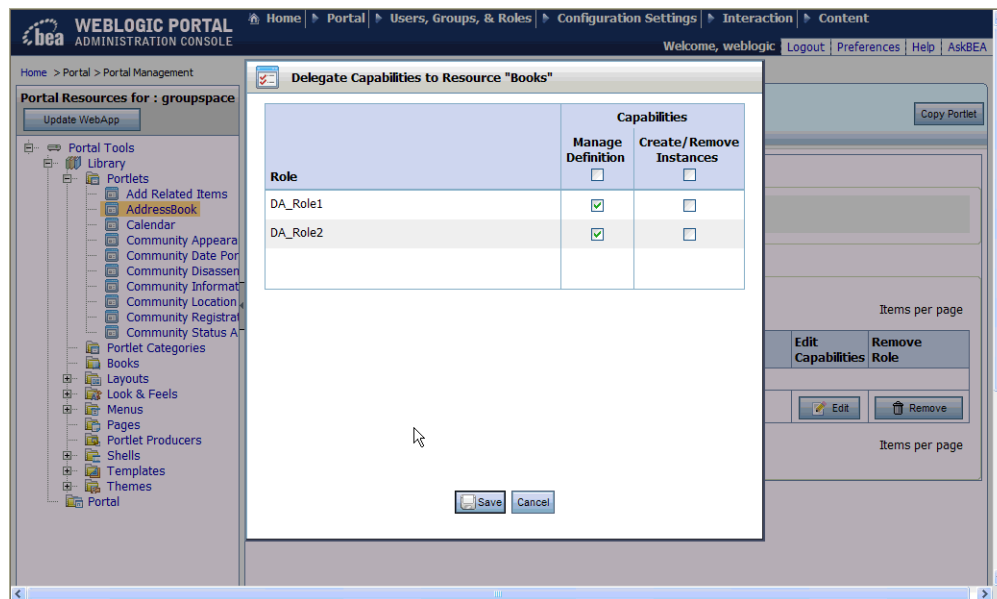 bea WEBLOGIC PORTAL
ADMINISTRATION CONSOLE
Home Portal Users, Groups, & Roles Configuration Settings Interaction Content
Welcome, weblogic Logout Preferences Help AskBEA
Home > Portal > Portal Management
Portal Resources for : groupspace
Update WebApp
Portal Tools
Library
Portlets
Add Related Items
AddressBook
Calendar
Community Appeara
Community Date Por
Community Disassen
Community Informat
Community Location
Community Registrat
Community Status A
Portlet Categories
Books
Layouts
Look & Feels
Menus
Pages
Portlet Producers
Shells
Templates
Themes
Portal
Delegate Capabilities to Resource "Books"
Capabilities
Role
Manage Definition
Create/Remove Instances
DA_Role1
DA_Role2
Save Cancel
Copy Portlet
Items per page
Edit Capabilities
Remove Role
Edit Remove
Items per page